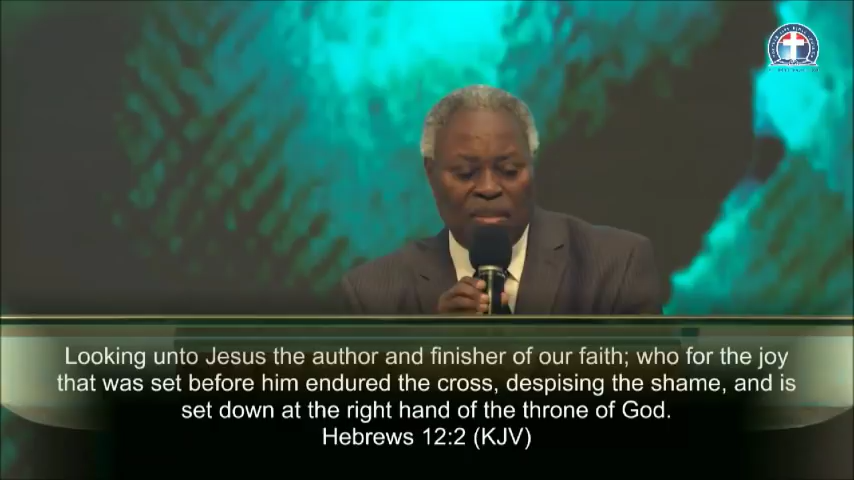 Looking unto Jesus the author and finisher of our faith; who for the joy
that was set before him endured the cross, despising the shame, and is
set down at the right hand of the throne of God.
Hebrews 12:2 (KJV)